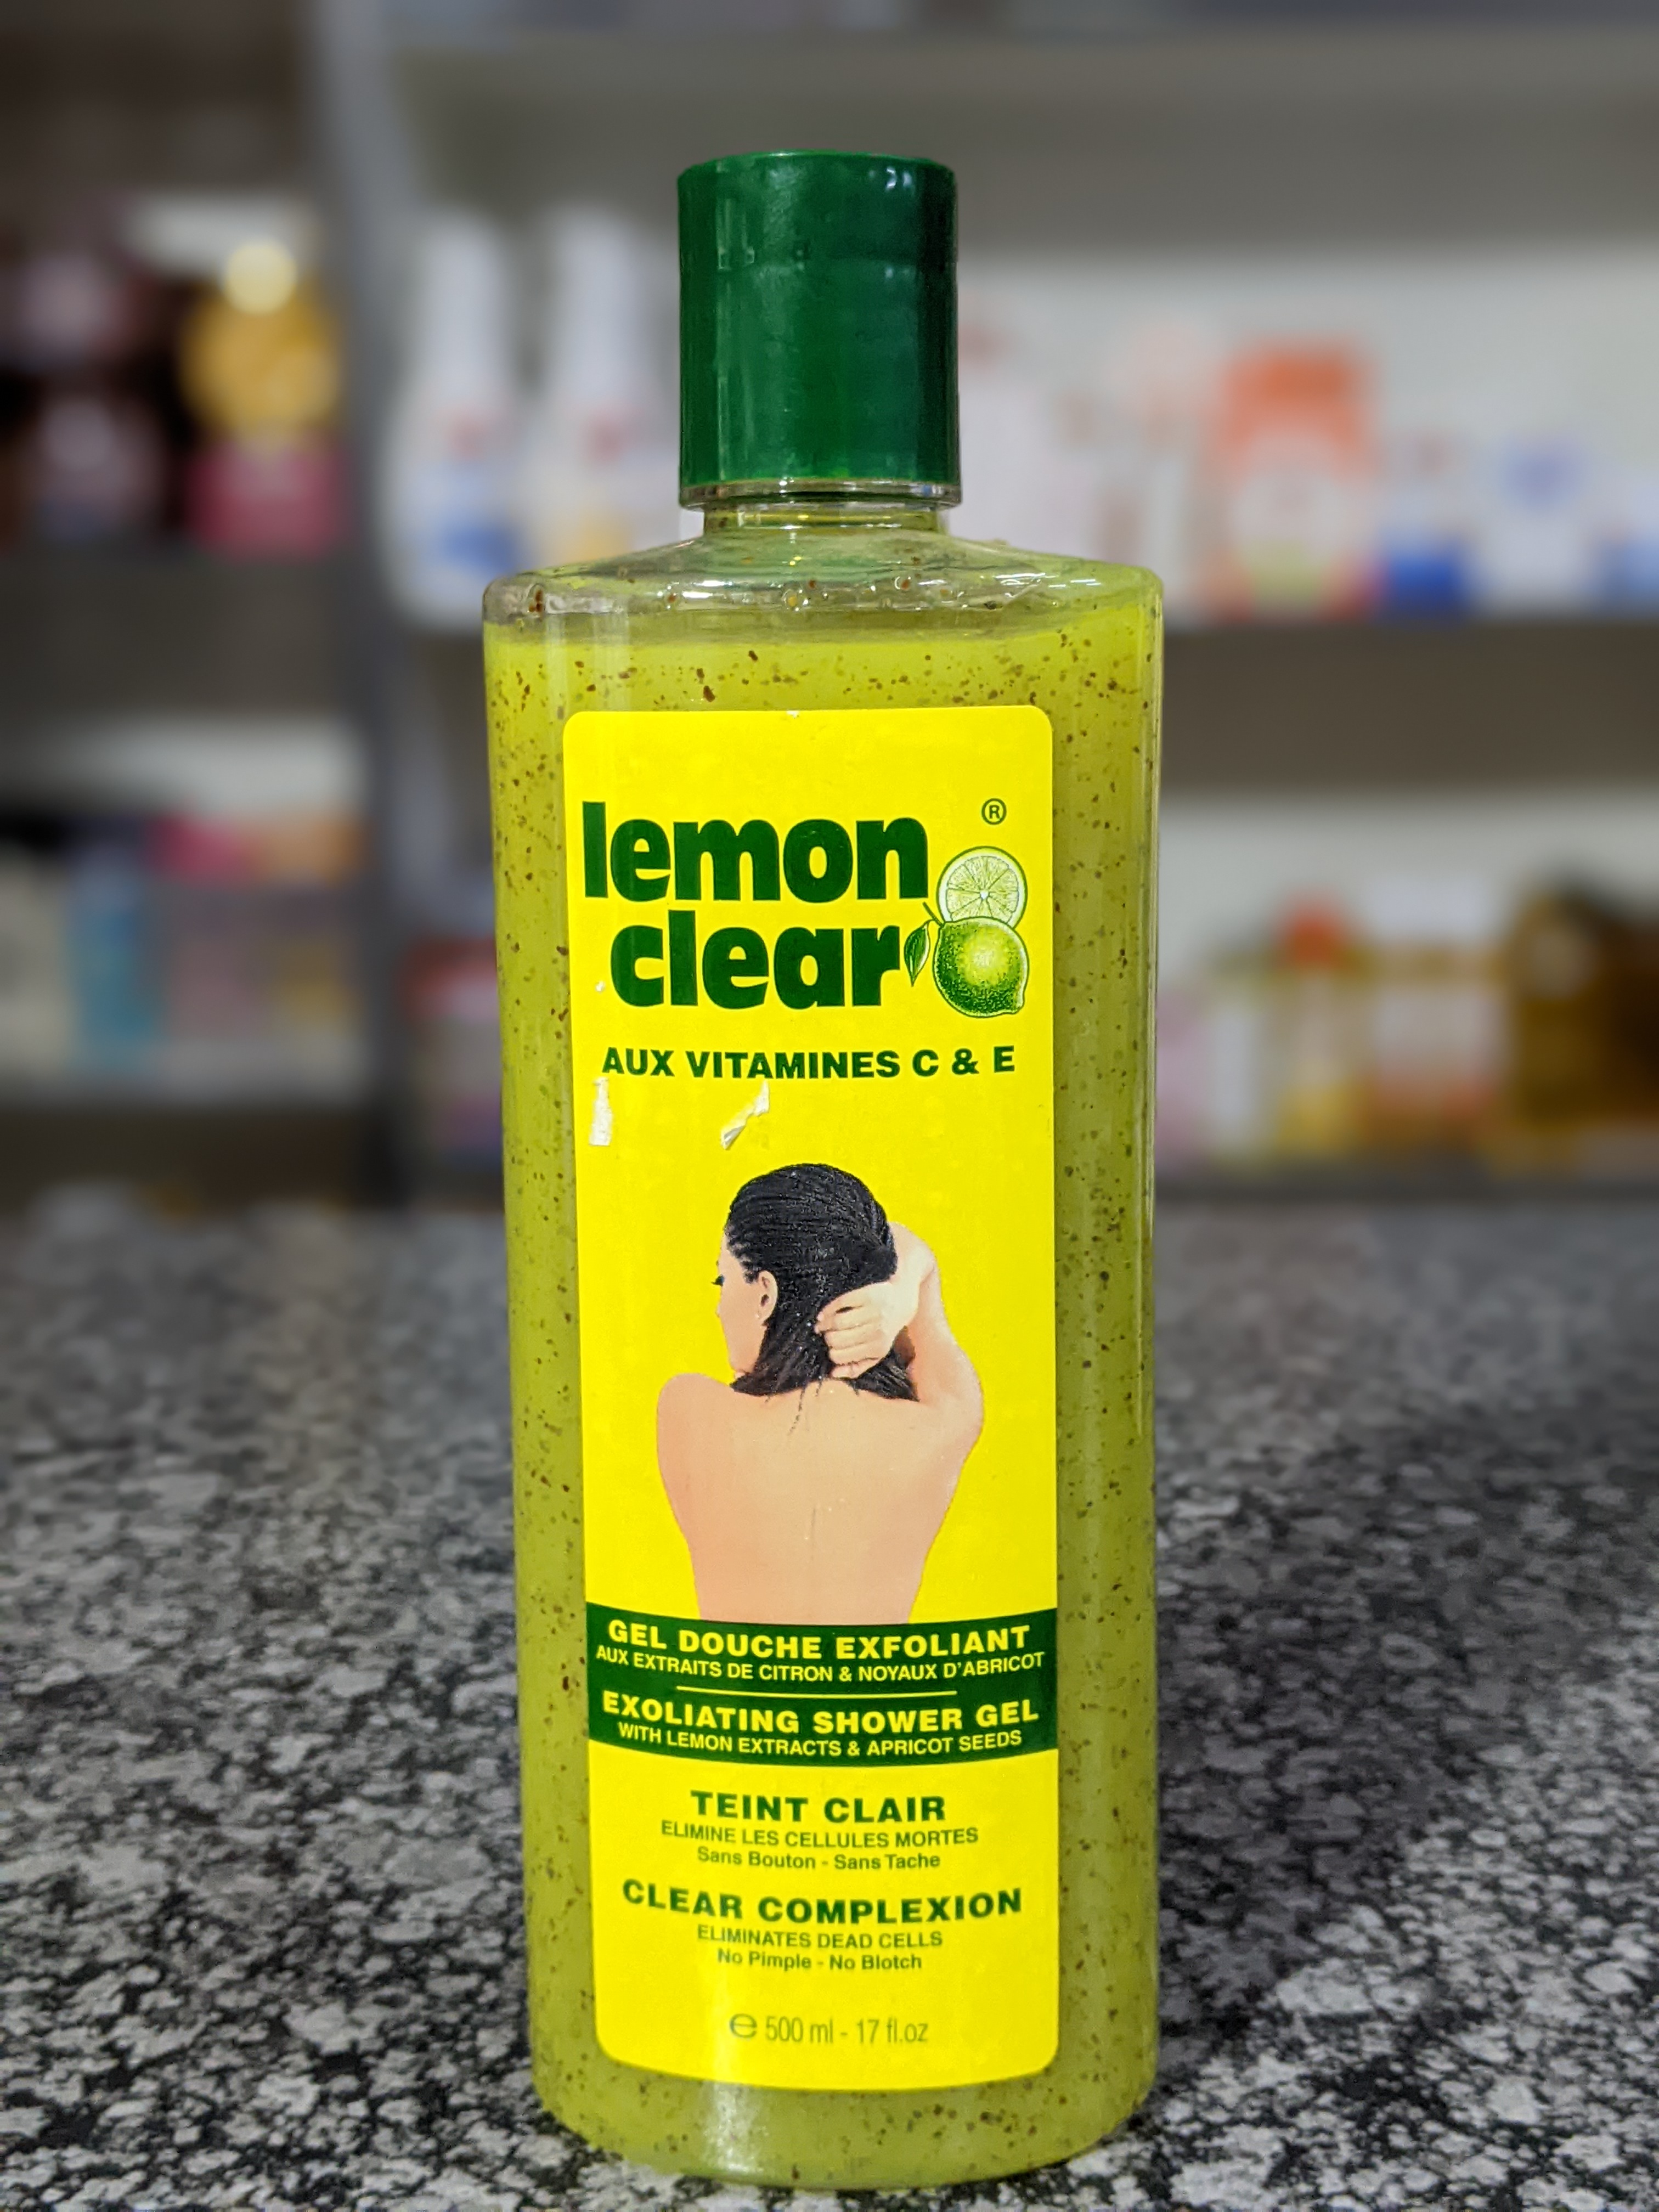 lemon
clear
®
AUX VITAMINES C & E
GEL DOUCHE EXFOLIANT
AUX EXTRAITS DE CITRON & NOYAUX D'ABRICOT
EXOLIATING SHOWER GEL
WITH LEMON EXTRACTS & APRICOT SEEDS
TEINT CLAIR
ELIMINE LES CELLULES MORTES
Sans Bouton - Sans Tache
CLEAR COMPLEXION
ELIMINATES DEAD CELLS
No Pimple - No Blotch
℮ 500 ml - 17 fl.oz